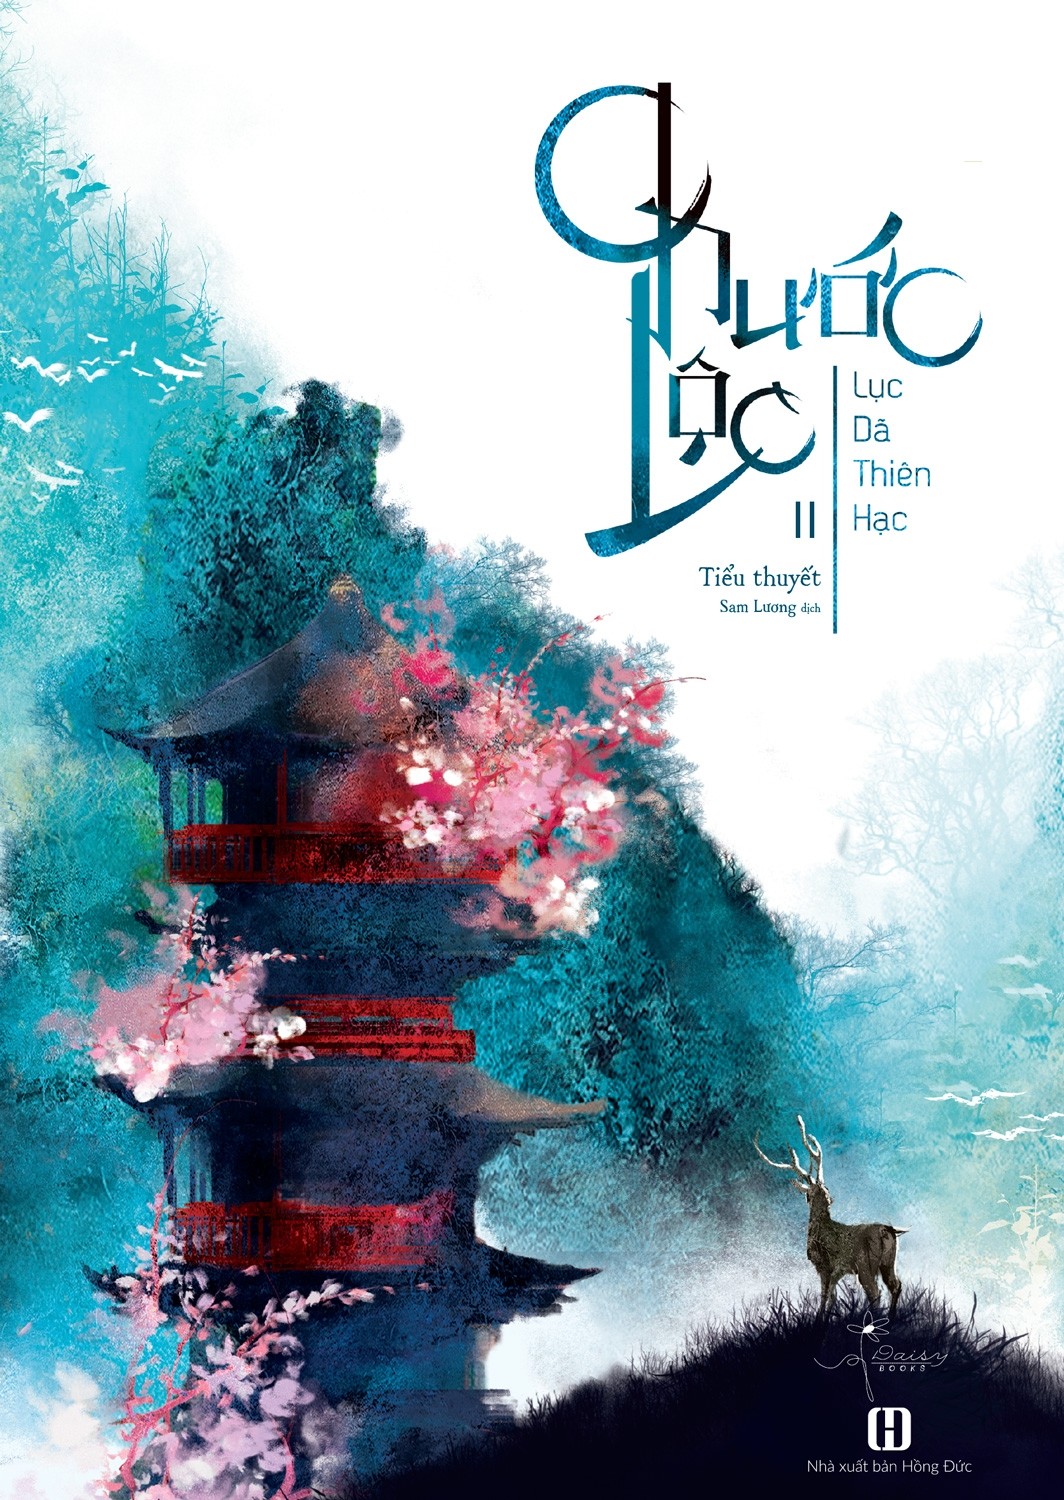 Chước
Lộc
II
Lục
Dã
Thiên
Hạc
Tiểu thuyết
Sam Lương dịch
Daisy
BOOKS
Nhà xuất bản Hồng Đức